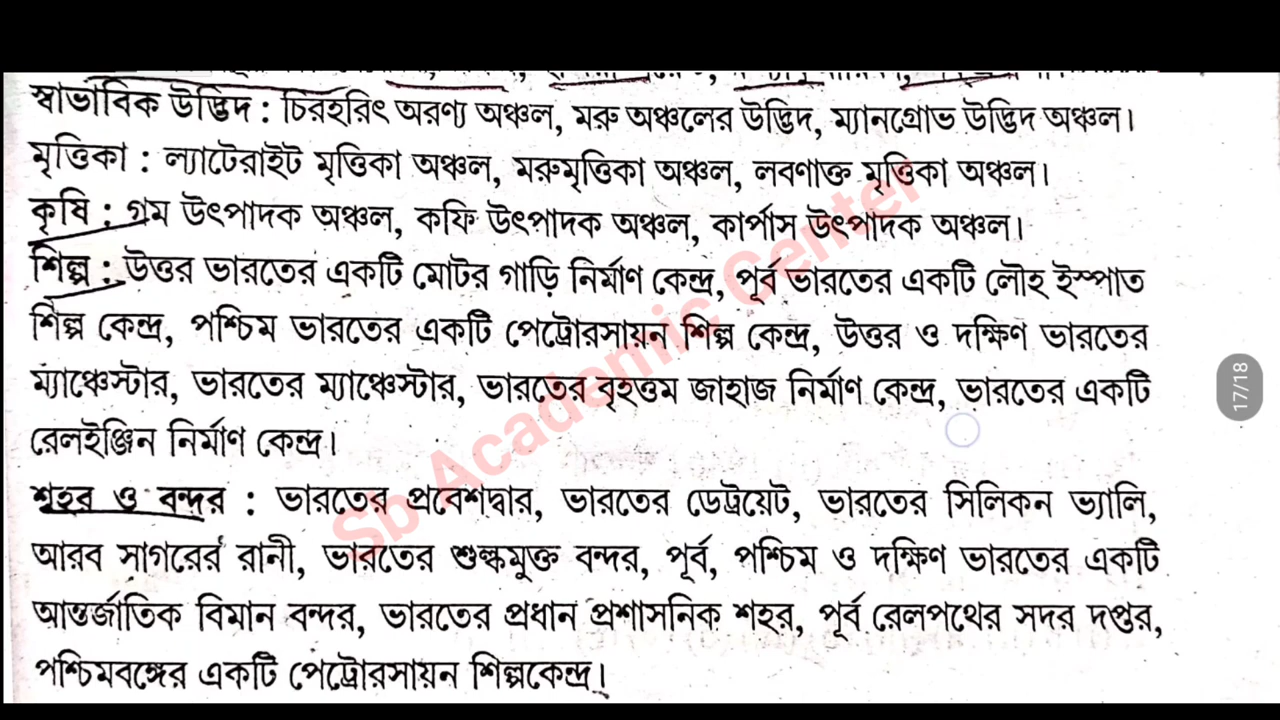 স্বাভাবিক উদ্ভিদ : চিরহরিৎ অরণ্য অঞ্চল, মরু অঞ্চলের উদ্ভিদ, ম্যানগ্রোভ উদ্ভিদ অঞ্চল।
মৃত্তিকা : ল্যাটেরাইট মৃত্তিকা অঞ্চল, মরুমৃত্তিকা অঞ্চল, লবণাক্ত মৃত্তিকা অঞ্চল।
কৃষি : গম উৎপাদক অঞ্চল, কফি উৎপাদক অঞ্চল, কার্পাস উৎপাদক অঞ্চল।
শিল্প : উত্তর ভারতের একটি মোটর গাড়ি নির্মাণ কেন্দ্র, পূর্ব ভারতের একটি লৌহ ইস্পাত
শিল্প কেন্দ্র, পশ্চিম ভারতের একটি পেট্রোরসায়ন শিল্প কেন্দ্র, উত্তর ও দক্ষিণ ভারতের
ম্যাঞ্চেস্টার, ভারতের ম্যাঞ্চেস্টার, ভারতের বৃহত্তম জাহাজ নির্মাণ কেন্দ্র, ভারতের একটি
রেলইঞ্জিন নির্মাণ কেন্দ্র।
শহর ও বন্দর : ভারতের প্রবেশদ্বার, ভারতের ডেট্রয়েট, ভারতের সিলিকন ভ্যালি,
আরব সাগরের রানী, ভারতের শুল্কমুক্ত বন্দর, পূর্ব, পশ্চিম ও দক্ষিণ ভারতের একটি
আন্তর্জাতিক বিমান বন্দর, ভারতের প্রধান প্রশাসনিক শহর, পূর্ব রেলপথের সদর দপ্তর,
পশ্চিমবঙ্গের একটি পেট্রোরসায়ন শিল্পকেন্দ্র।
Sb Academic Center
17/18